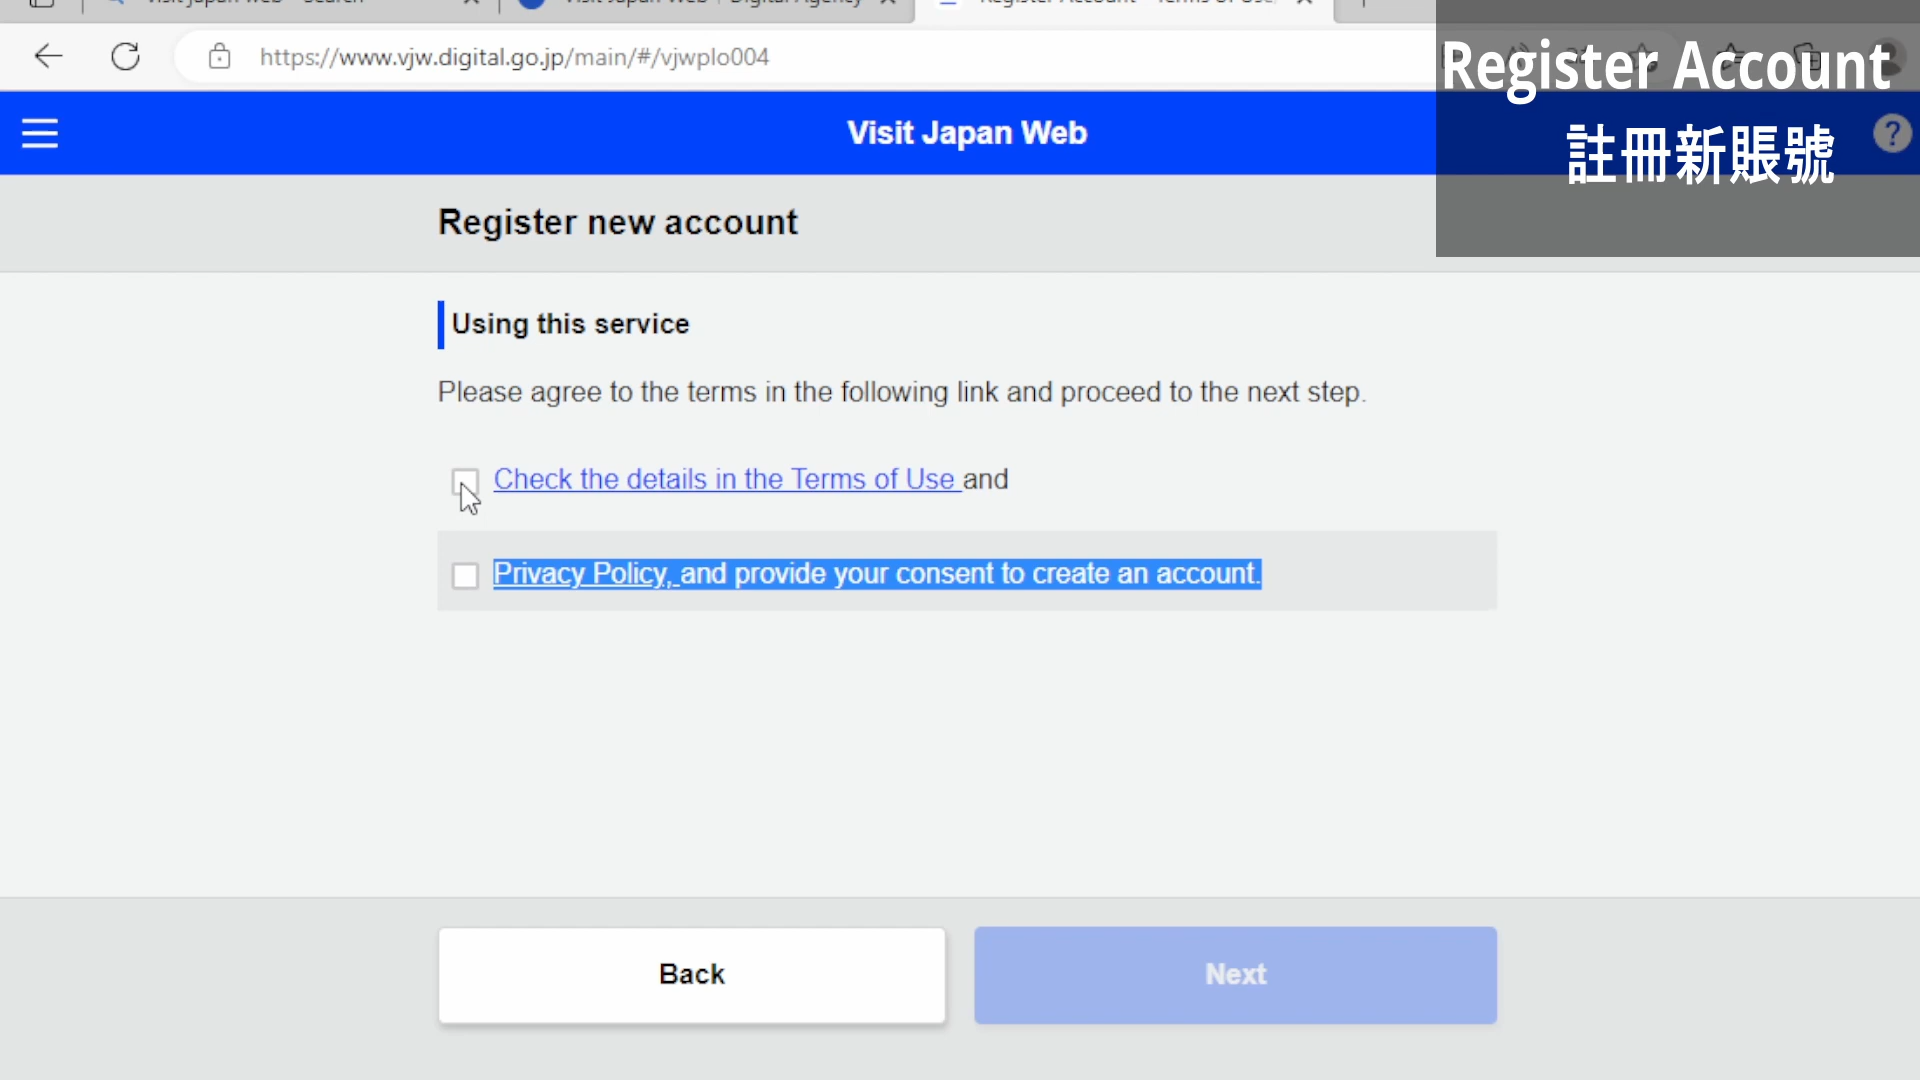 https://www.vjw.digital.go.jp/main/#/vjwplo004
Register Account
註冊新賬號
Visit Japan Web
?
Register new account
Using this service
Please agree to the terms in the following link and proceed to the next step.
Check the details in the Terms of Use and
Privacy Policy, and provide your consent to create an account.
Back
Next